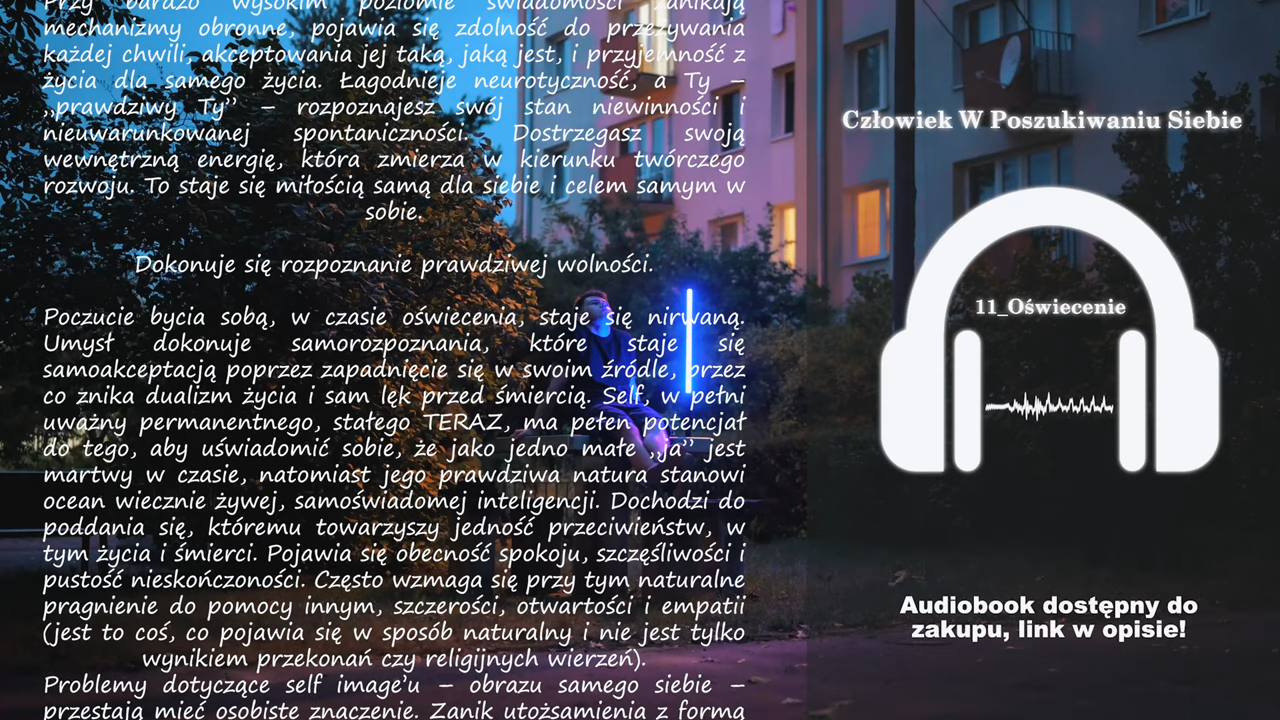 Przy bardzo wysokim poziomie świadomości zanikają
mechanizmy obronne, pojawia się zdolność do przeżywania
każdej chwili, akceptowania jej taką, jaką jest, i przyjemność z
życia dla samego życia. Łagodnieje neurotyczność, a Ty –
„prawdziwy Ty” – rozpoznajesz swój stan niewinności i
nieuwarunkowanej spontaniczności. Dostrzegasz swoją
wewnętrzną energię, która zmierza w kierunku twórczego
rozwoju. To staje się miłością samą dla siebie i celem samym w
sobie.
Dokonuje się rozpoznanie prawdziwej wolności.
Poczucie bycia sobą, w czasie oświecenia, staje się nirwaną.
Umysł dokonuje samorozpoznania, które staje się
samoakceptacją poprzez zapadnięcie się w swoim źródle, przez
co znika dualizm życia i sam lęk przed śmiercią. Self, w pełni
uważny permanentnego, stałego TERAZ, ma pełen potencjał
do tego, aby uświadomić sobie, że jako jedno małe „ja” jest
martwy w czasie, natomiast jego prawdziwa natura stanowi
ocean wiecznie żywej, samoświadomej inteligencji. Dochodzi do
poddania się, któremu towarzyszy jedność przeciwieństw, w
tym życia i śmierci. Pojawia się obecność spokoju, szczęśliwości i
pustość nieskończoności. Często wzmaga się przy tym naturalne
pragnienie do pomocy innym, szczerości, otwartości i empatii
(jest to coś, co pojawia się w sposób naturalny i nie jest tylko
wynikiem przekonań czy religijnych wierzeń).
Problemy dotyczące self image’u – obrazu samego siebie –
przestają mieć osobiste znaczenie. Zanik utożsamienia z formą
Człowiek W Poszukiwaniu Siebie
11_Oświecenie
Audiobook dostępny do
zakupu, link w opisie!